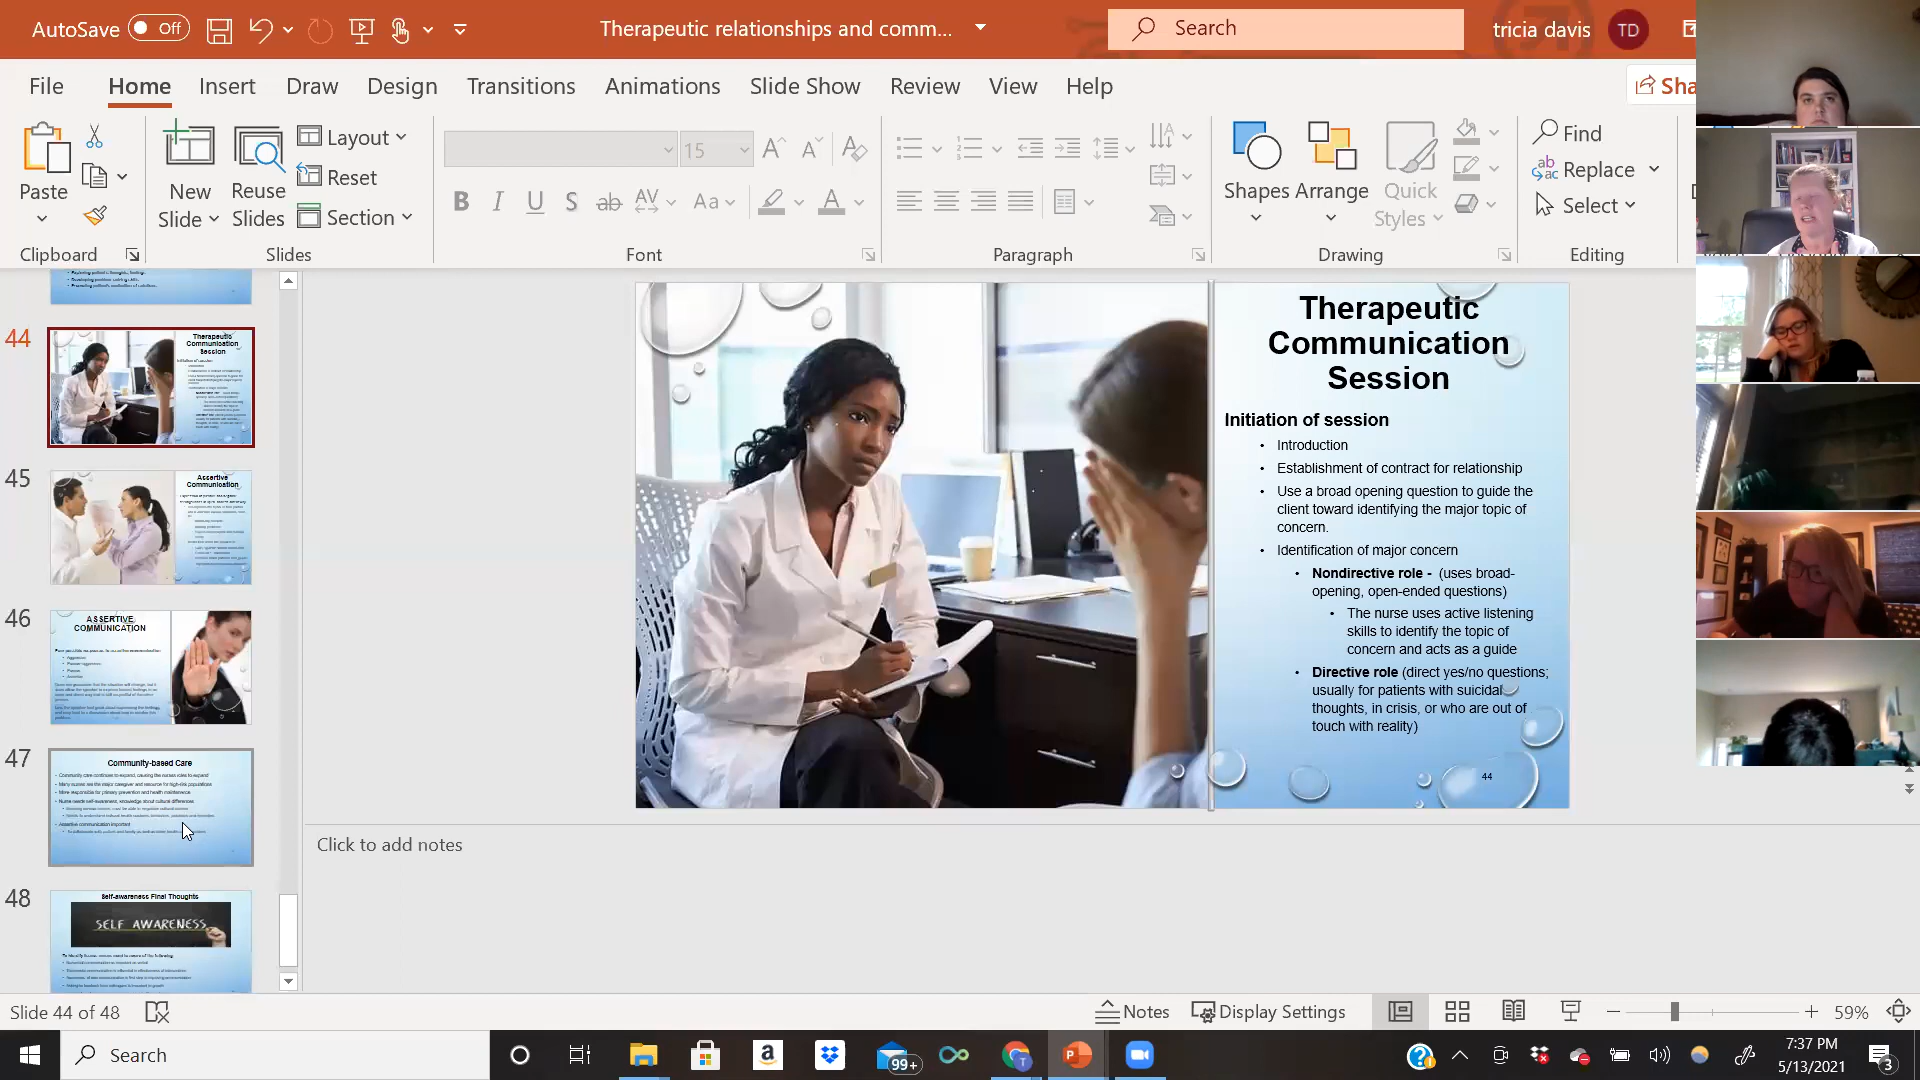 AutoSave Off
Therapeutic relationships and comm...
Search
tricia davis TD
File Home Insert Draw Design Transitions Animations Slide Show Review View Help
Sha
Paste
Clipboard
New Slide
Reuse Slides
Layout
Reset
Section
Slides
15
B I U S ab AV Aa A
Font
Paragraph
Shapes Arrange Quick Styles
Drawing
Find
Replace
Select
Editing
44
Therapeutic
Communication
Session
45
Assertive
Communication
46
ASSERTIVE
COMMUNICATION
47
Community-based Care
48
Self-awareness Final Thoughts
SELF AWARENESS
Therapeutic
Communication
Session
Initiation of session
• Introduction
• Establishment of contract for relationship
• Use a broad opening question to guide the
client toward identifying the major topic of
concern.
• Identification of major concern
• Nondirective role - (uses broad-
opening, open-ended questions)
• The nurse uses active listening
skills to identify the topic of
concern and acts as a guide
• Directive role (direct yes/no questions;
usually for patients with suicidal
thoughts, in crisis, or who are out of
touch with reality)
44
Click to add notes
Slide 44 of 48
Notes
Display Settings
59%
Search
99+
7:37 PM
5/13/2021
3